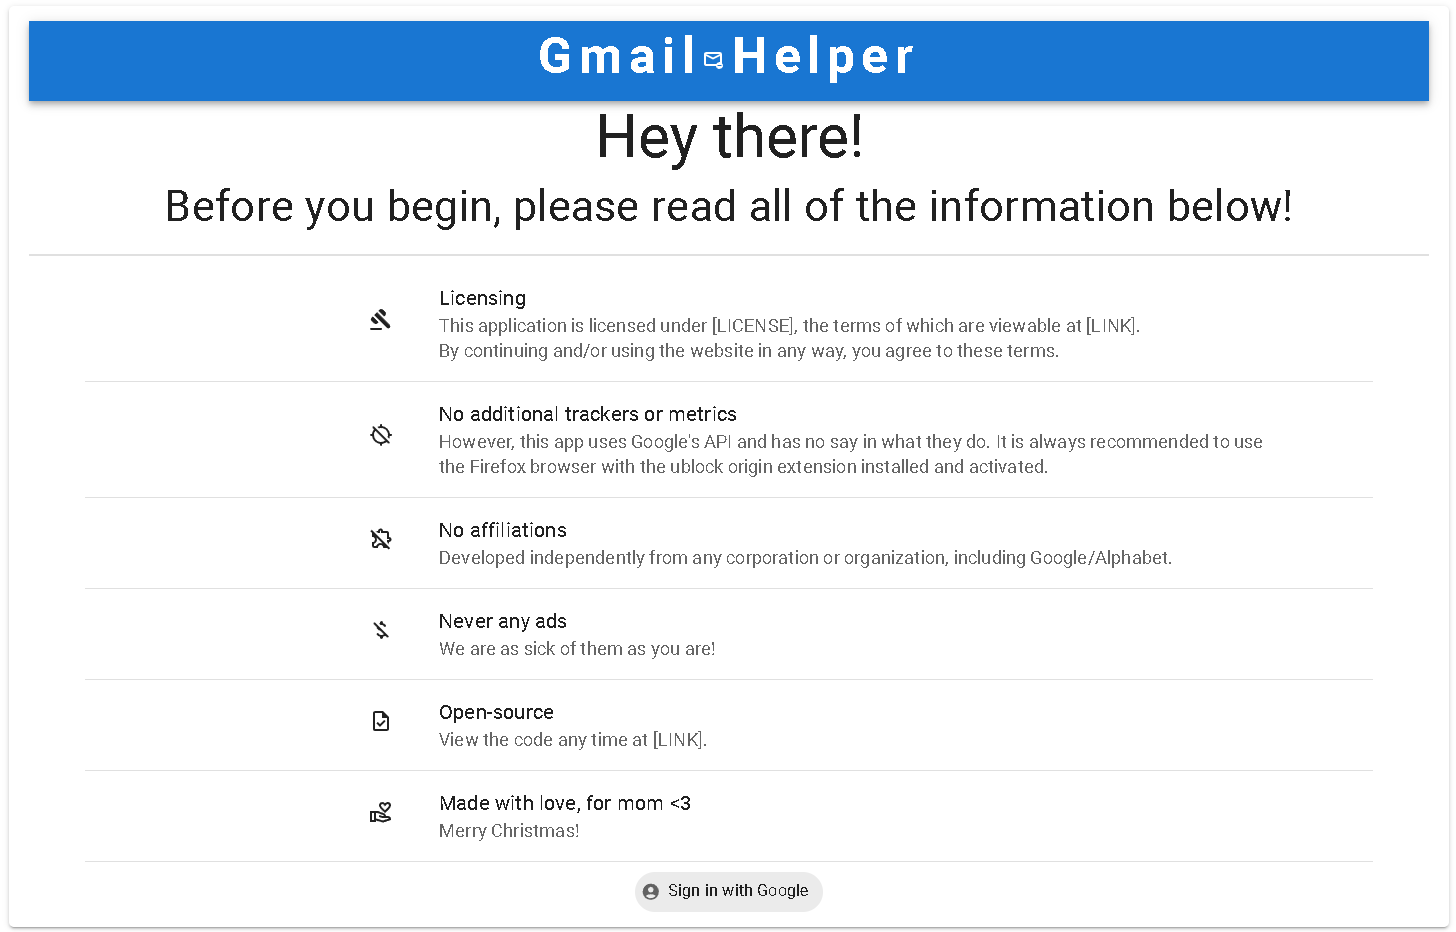 Gmail Helper
Hey there!
Before you begin, please read all of the information below!
Licensing
This application is licensed under [LICENSE], the terms of which are viewable at [LINK].
By continuing and/or using the website in any way, you agree to these terms.
No additional trackers or metrics
However, this app uses Google's API and has no say in what they do. It is always recommended to use
the Firefox browser with the ublock origin extension installed and activated.
No affiliations
Developed independently from any corporation or organization, including Google/Alphabet.
Never any ads
We are as sick of them as you are!
Open-source
View the code any time at [LINK].
Made with love, for mom <3
Merry Christmas!
Sign in with Google